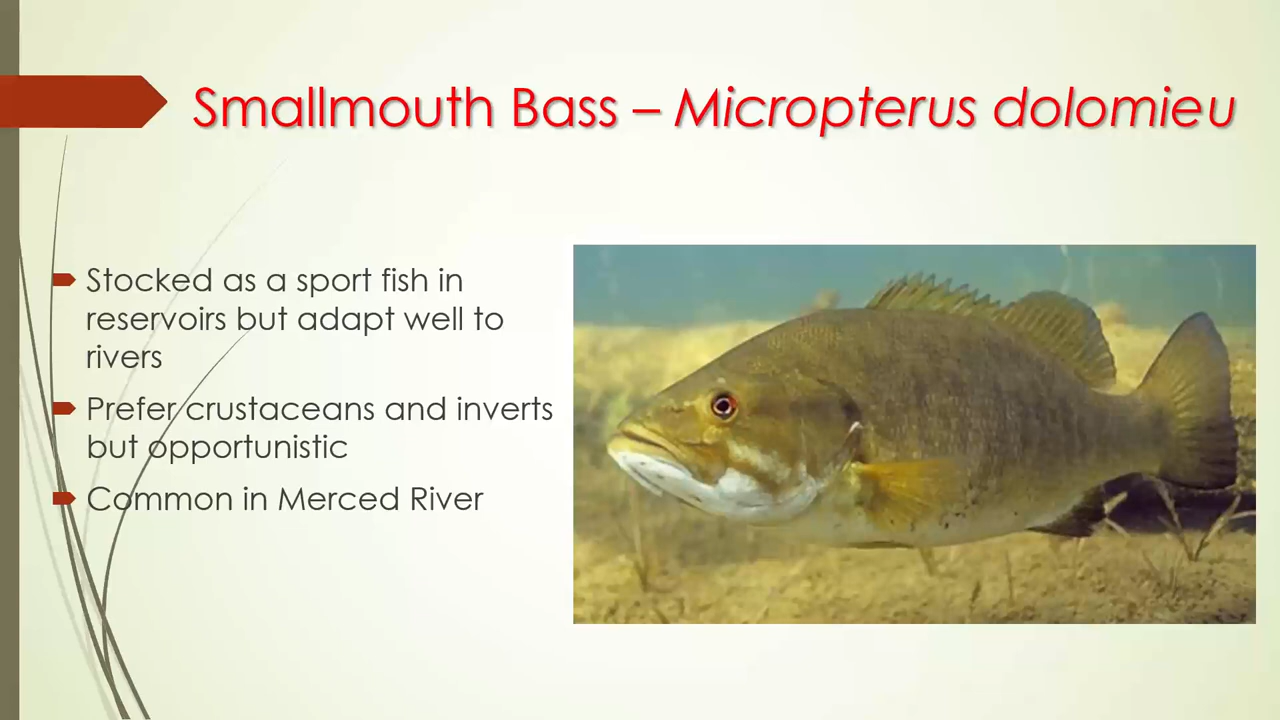 Smallmouth Bass – Micropterus dolomieu
Stocked as a sport fish in
reservoirs but adapt well to
rivers
Prefer crustaceans and inverts
but opportunistic
Common in Merced River